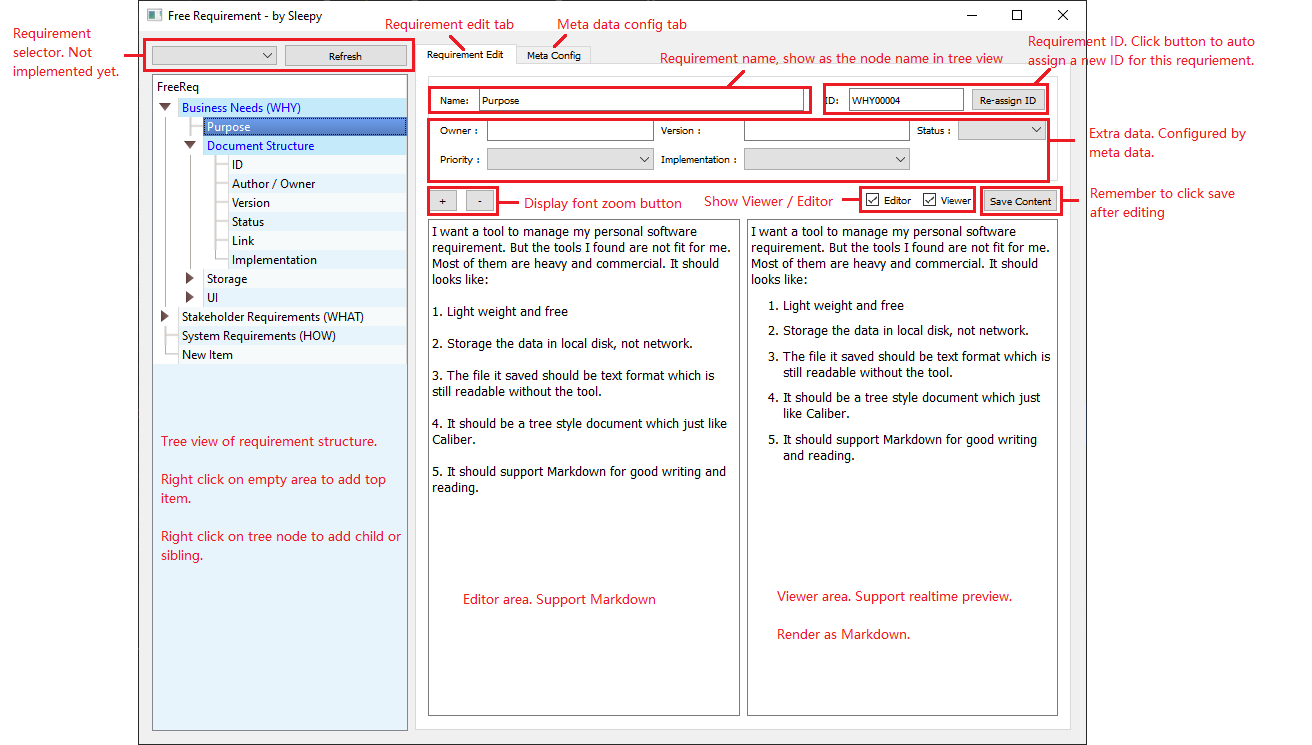 Free Requirement - by Sleepy
Requirement edit tab
Meta data config tab
Requirement
selector. Not
implemented yet.
Refresh
Requirement Edit
Meta Config
Requirement name, show as the node name in tree view
Requirement ID. Click button to auto
assign a new ID for this requriement.
FreeReq
Business Needs (WHY)
Purpose
Document Structure
ID
Author / Owner
Version
Status
Link
Implementation
Storage
UI
Stakeholder Requirements (WHAT)
System Requirements (HOW)
New Item
Tree view of requirement structure.
Right click on empty area to add top
item.
Right click on tree node to add child or
sibling.
Name: Purpose
ID: WHY00004 Re-assign ID
Owner : Version : Status :
Priority : Implementation :
Extra data. Configured by
meta data.
+ -
Display font zoom button
Show Viewer / Editor
Editor Viewer
Save Content
Remember to click save
after editing
I want a tool to manage my personal software
requirement. But the tools I found are not fit for me.
Most of them are heavy and commercial. It should
looks like:
1. Light weight and free
2. Storage the data in local disk, not network.
3. The file it saved should be text format which is
still readable without the tool.
4. It should be a tree style document which just like
Caliber.
5. It should support Markdown for good writing and
reading.
Editor area. Support Markdown
I want a tool to manage my personal software
requirement. But the tools I found are not fit for me.
Most of them are heavy and commercial. It should
looks like:
1. Light weight and free
2. Storage the data in local disk, not network.
3. The file it saved should be text format which is
still readable without the tool.
4. It should be a tree style document which just
like Caliber.
5. It should support Markdown for good writing
and reading.
Viewer area. Support realtime preview.
Render as Markdown.